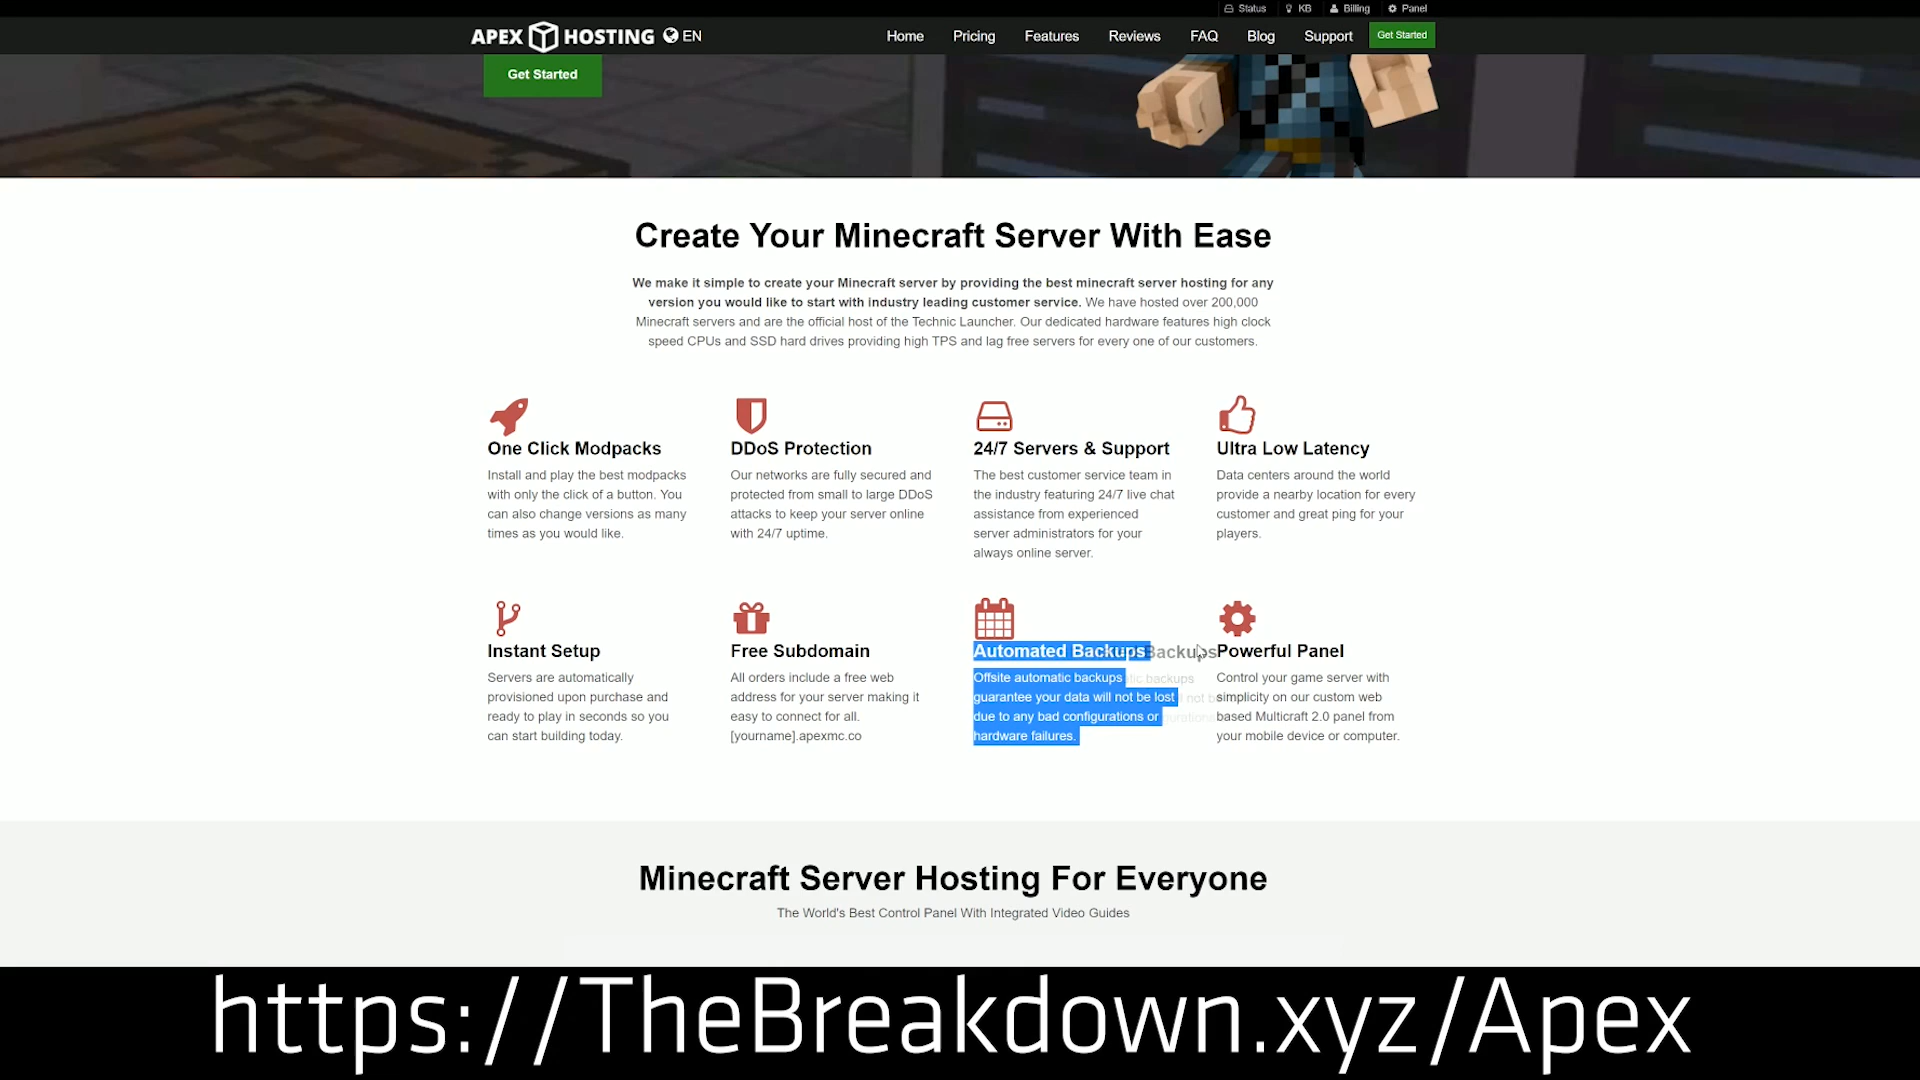 Status KB Billing Panel
APEX HOSTING EN Home Pricing Features Reviews FAQ Blog Support Get Started
Get Started
Create Your Minecraft Server With Ease
We make it simple to create your Minecraft server by providing the best minecraft server hosting for any
version you would like to start with industry leading customer service. We have hosted over 200,000
Minecraft servers and are the official host of the Technic Launcher. Our dedicated hardware features high clock
speed CPUs and SSD hard drives providing high TPS and lag free servers for every one of our customers.
One Click Modpacks
Install and play the best modpacks
with only the click of a button. You
can also change versions as many
times as you would like.
DDoS Protection
Our networks are fully secured and
protected from small to large DDoS
attacks to keep your server online
with 24/7 uptime.
24/7 Servers & Support
The best customer service team in
the industry featuring 24/7 live chat
assistance from experienced
server administrators for your
always online server.
Ultra Low Latency
Data centers around the world
provide a nearby location for every
customer and great ping for your
players.
Instant Setup
Servers are automatically
provisioned upon purchase and
ready to play in seconds so you
can start building today.
Free Subdomain
All orders include a free web
address for your server making it
easy to connect for all.
[yourname].apexmc.co
Automated Backups
Offsite automatic backups
guarantee your data will not be lost
due to any bad configurations or
hardware failures.
Backups
backups
Powerful Panel
Control your game server with
simplicity on our custom web
based Multicraft 2.0 panel from
your mobile device or computer.
Minecraft Server Hosting For Everyone
The World's Best Control Panel With Integrated Video Guides
https://TheBreakdown.xyz/Apex